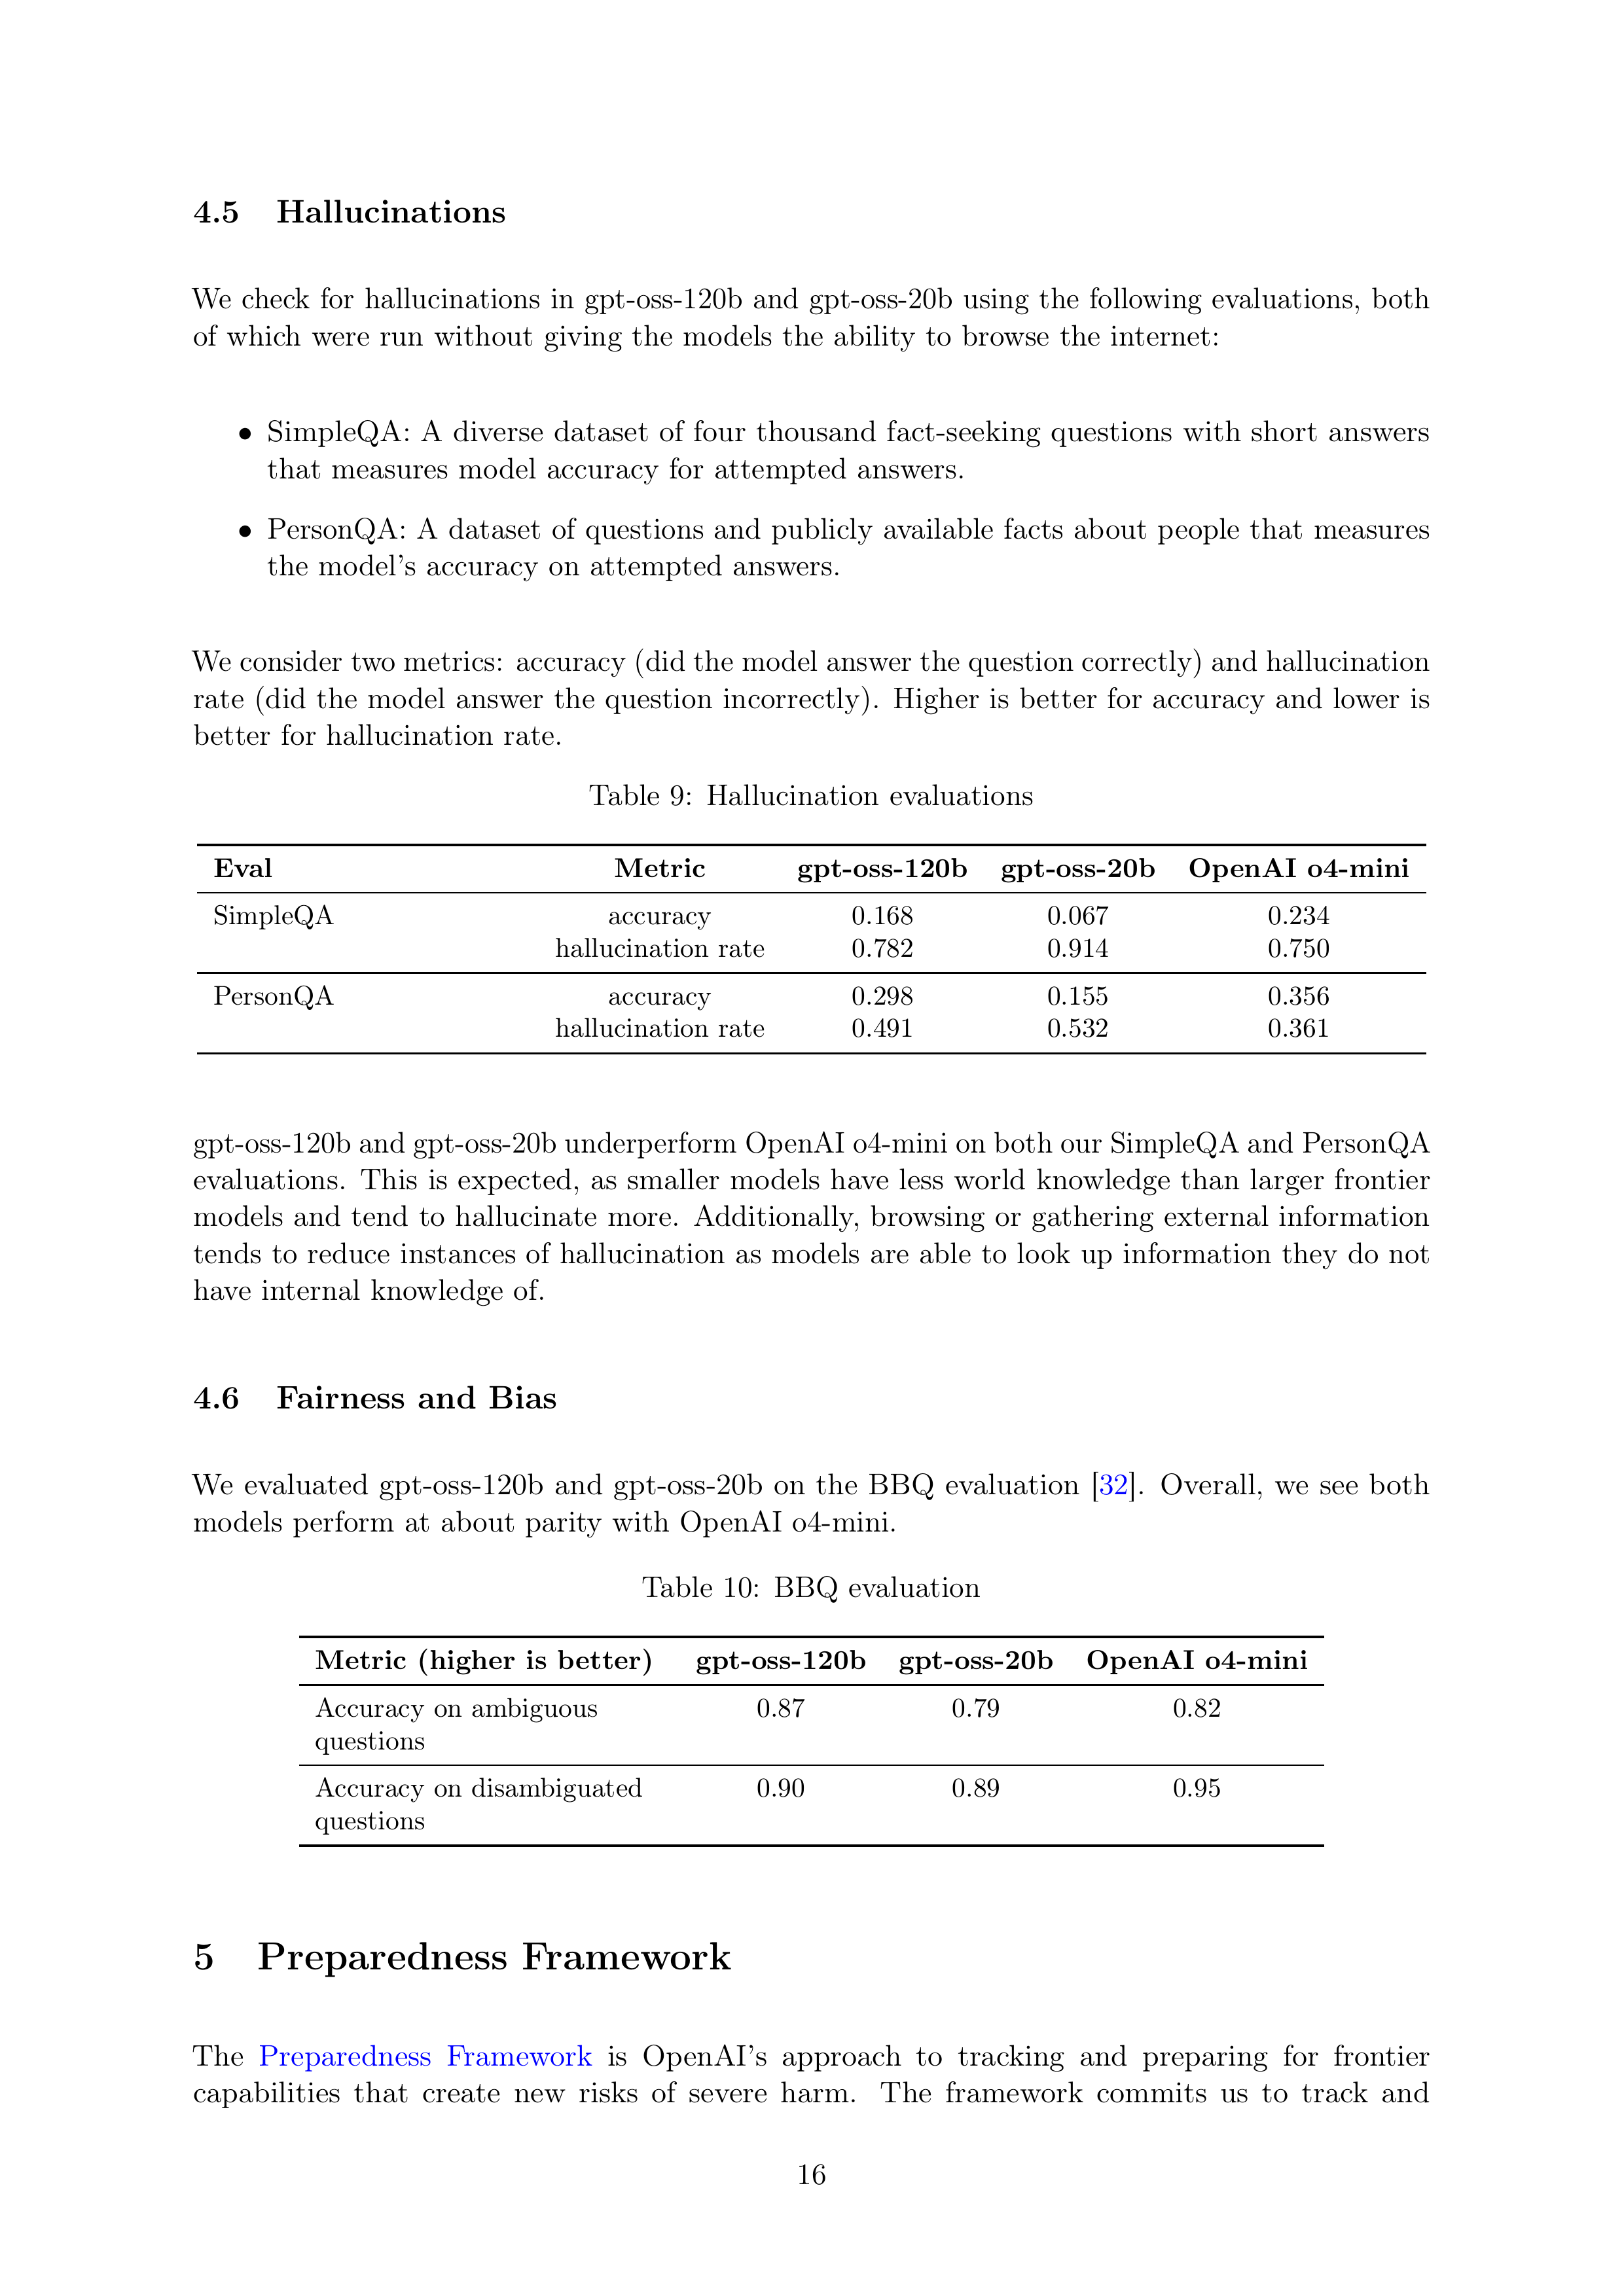 4.5 Hallucinations
We check for hallucinations in gpt-oss-120b and gpt-oss-20b using the following evaluations, both
of which were run without giving the models the ability to browse the internet:
• SimpleQA: A diverse dataset of four thousand fact-seeking questions with short answers
that measures model accuracy for attempted answers.
• PersonQA: A dataset of questions and publicly available facts about people that measures
the model's accuracy on attempted answers.
We consider two metrics: accuracy (did the model answer the question correctly) and hallucination
rate (did the model answer the question incorrectly). Higher is better for accuracy and lower is
better for hallucination rate.
Table 9: Hallucination evaluations
Eval Metric gpt-oss-120b gpt-oss-20b OpenAI o4-mini
SimpleQA accuracy 0.168 0.067 0.234
hallucination rate 0.782 0.914 0.750
PersonQA accuracy 0.298 0.155 0.356
hallucination rate 0.491 0.532 0.361
gpt-oss-120b and gpt-oss-20b underperform OpenAI o4-mini on both our SimpleQA and PersonQA
evaluations. This is expected, as smaller models have less world knowledge than larger frontier
models and tend to hallucinate more. Additionally, browsing or gathering external information
tends to reduce instances of hallucination as models are able to look up information they do not
have internal knowledge of.
4.6 Fairness and Bias
We evaluated gpt-oss-120b and gpt-oss-20b on the BBQ evaluation [32]. Overall, we see both
models perform at about parity with OpenAI o4-mini.
Table 10: BBQ evaluation
Metric (higher is better) gpt-oss-120b gpt-oss-20b OpenAI o4-mini
Accuracy on ambiguous 0.87 0.79 0.82
questions
Accuracy on disambiguated 0.90 0.89 0.95
questions
5 Preparedness Framework
The Preparedness Framework is OpenAI's approach to tracking and preparing for frontier
capabilities that create new risks of severe harm. The framework commits us to track and
16